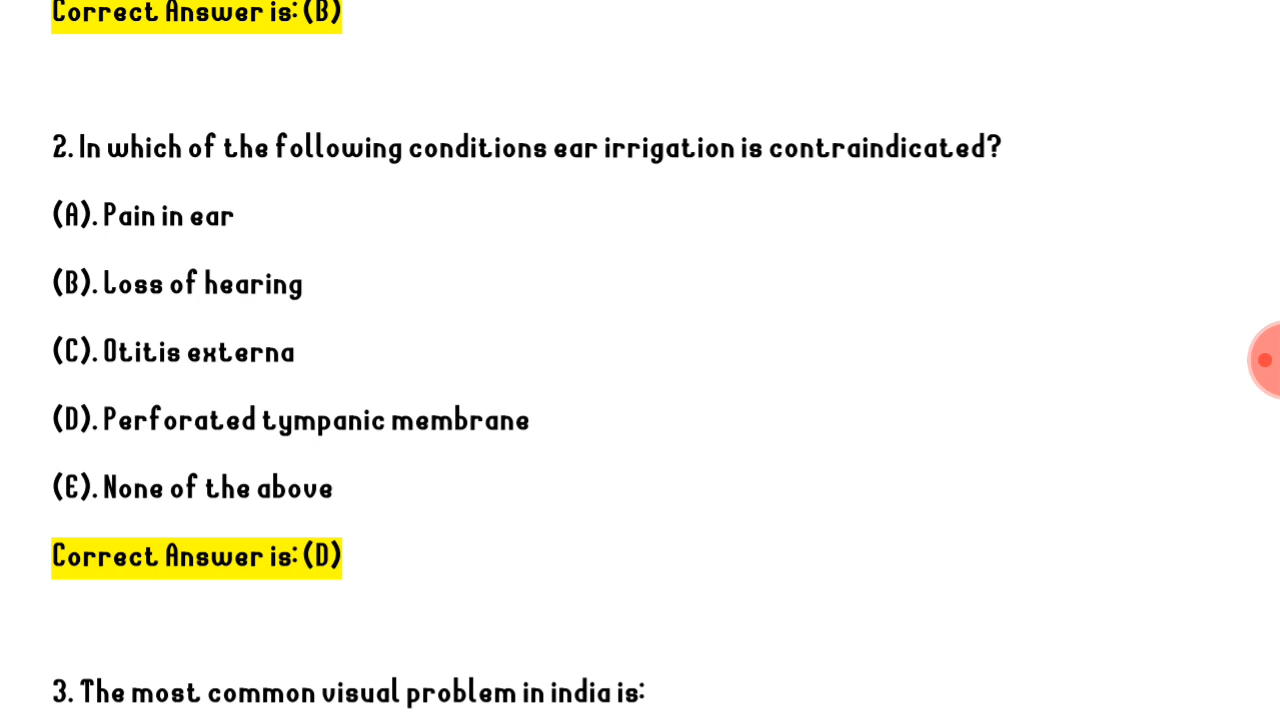 Correct Answer is: (B)
2. In which of the following conditions ear irrigation is contraindicated?
(A). Pain in ear
(B). Loss of hearing
(C). Otitis externa
(D). Perforated tympanic membrane
(E). None of the above
Correct Answer is: (D)
3. The most common visual problem in india is: